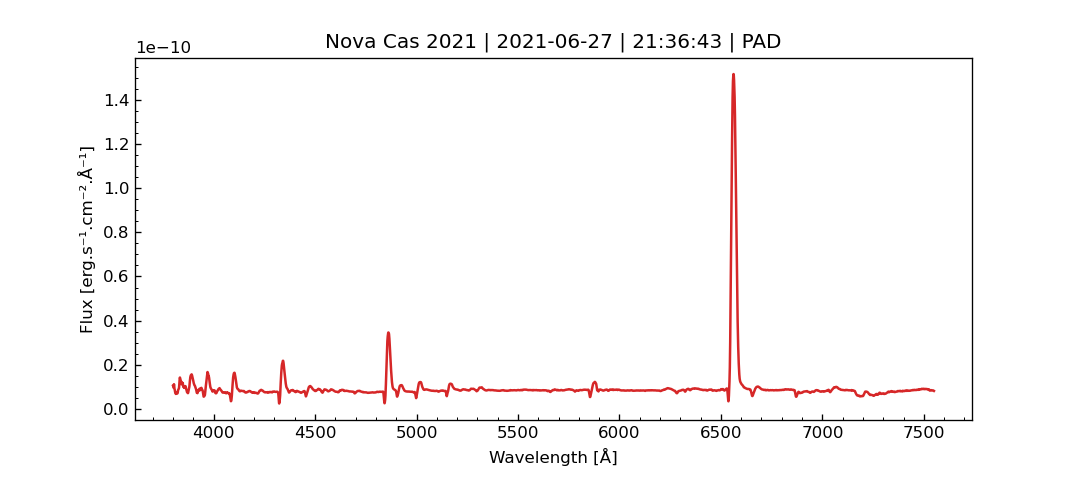 Nova Cas 2021 | 2021-06-27 | 21:36:43 | PAD
1e−10
Flux [erg.s⁻¹.cm⁻².Å⁻¹]
1.4
1.2
1.0
0.8
0.6
0.4
0.2
0.0
4000 4500 5000 5500 6000 6500 7000 7500
Wavelength [Å]